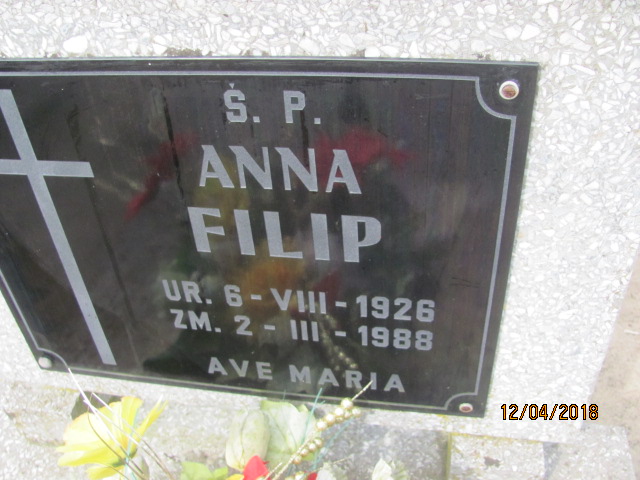 Ś. P.
ANNA
FILIP
UR. 6 - VIII - 1926
ZM. 2 - III - 1988
AVE MARIA
12/04/2018